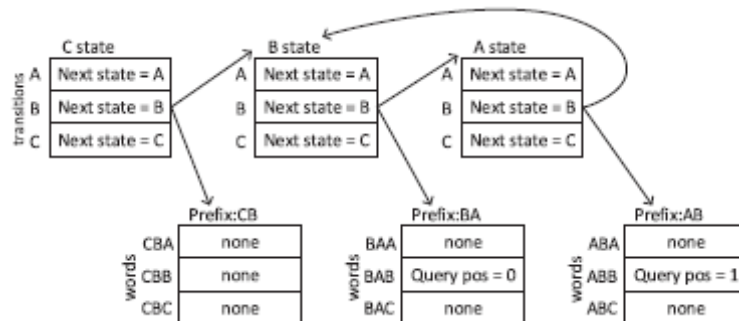 C state B state A state
transitions
A Next state = A A Next state = A A Next state = A
B Next state = B B Next state = B B Next state = B
C Next state = C C Next state = C C Next state = C
Prefix:CB Prefix:BA Prefix:AB
words words words
CBA none BAA none ABA none
CBB none BAB Query pos = 0 ABB Query pos = 1
CBC none BAC none ABC none